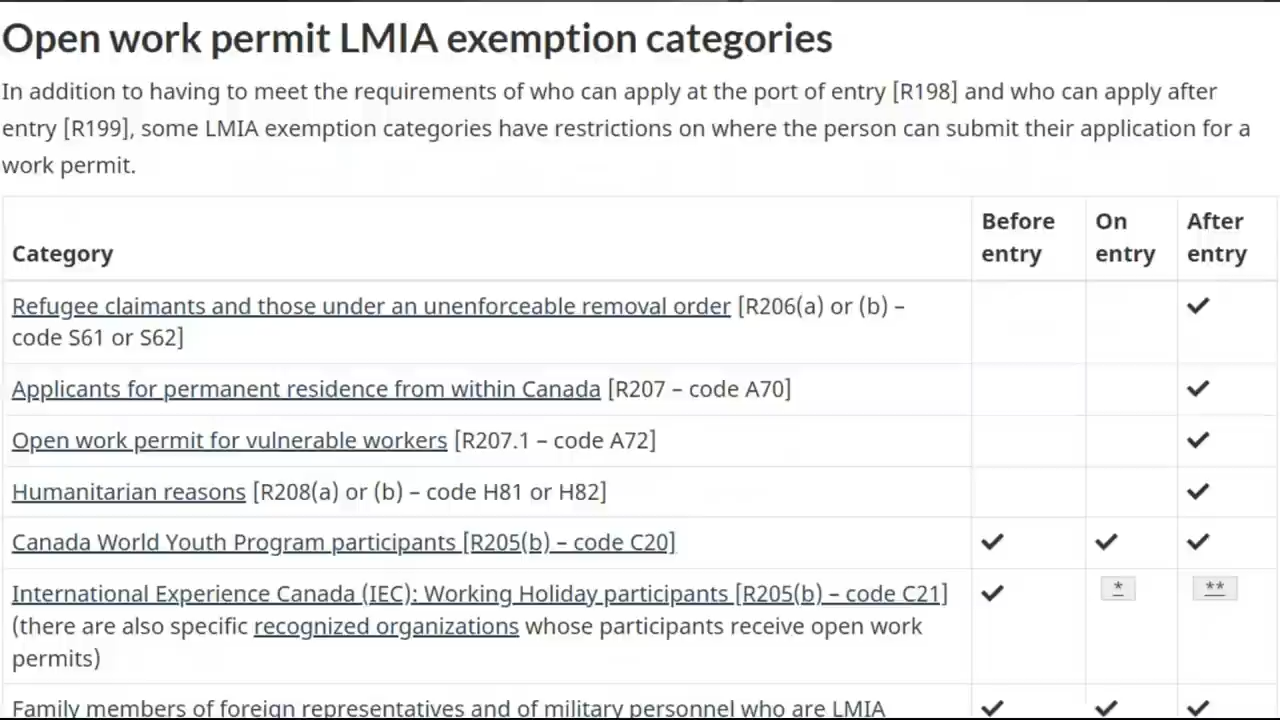 Open work permit LMIA exemption categories
In addition to having to meet the requirements of who can apply at the port of entry [R198] and who can apply after
entry [R199], some LMIA exemption categories have restrictions on where the person can submit their application for a
work permit.
Category
Before entry
On entry
After entry
Refugee claimants and those under an unenforceable removal order [R206(a) or (b) –
code S61 or S62]
✔
Applicants for permanent residence from within Canada [R207 – code A70]
✔
Open work permit for vulnerable workers [R207.1 – code A72]
✔
Humanitarian reasons [R208(a) or (b) – code H81 or H82]
✔
Canada World Youth Program participants [R205(b) – code C20]
✔ ✔ ✔
International Experience Canada (IEC): Working Holiday participants [R205(b) – code C21]
(there are also specific recognized organizations whose participants receive open work
permits)
✔ * **
Family members of foreign representatives and of military personnel who are LMIA
✔ ✔ ✔